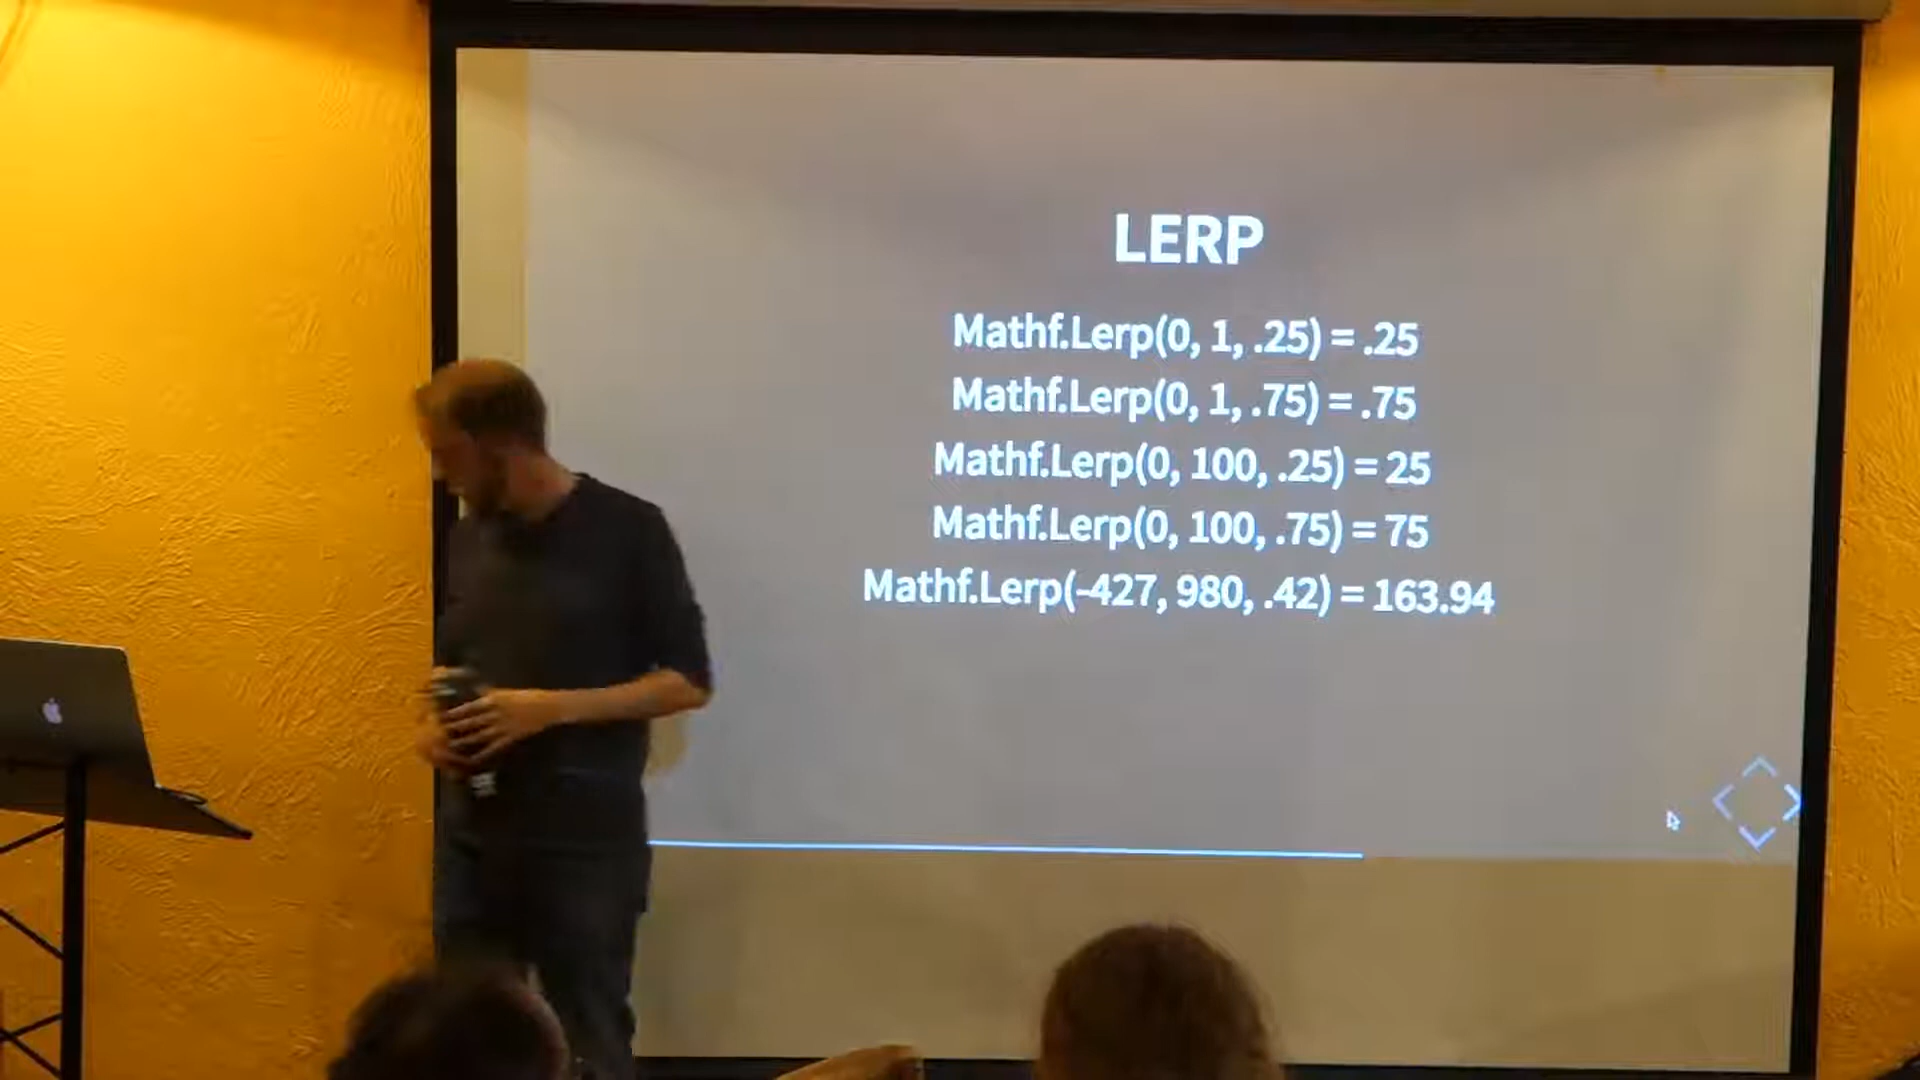 LERP
Mathf.Lerp(0, 1, .25) = .25
Mathf.Lerp(0, 1, .75) = .75
Mathf.Lerp(0, 100, .25) = 25
Mathf.Lerp(0, 100, .75) = 75
Mathf.Lerp(-427, 980, .42) = 163.94